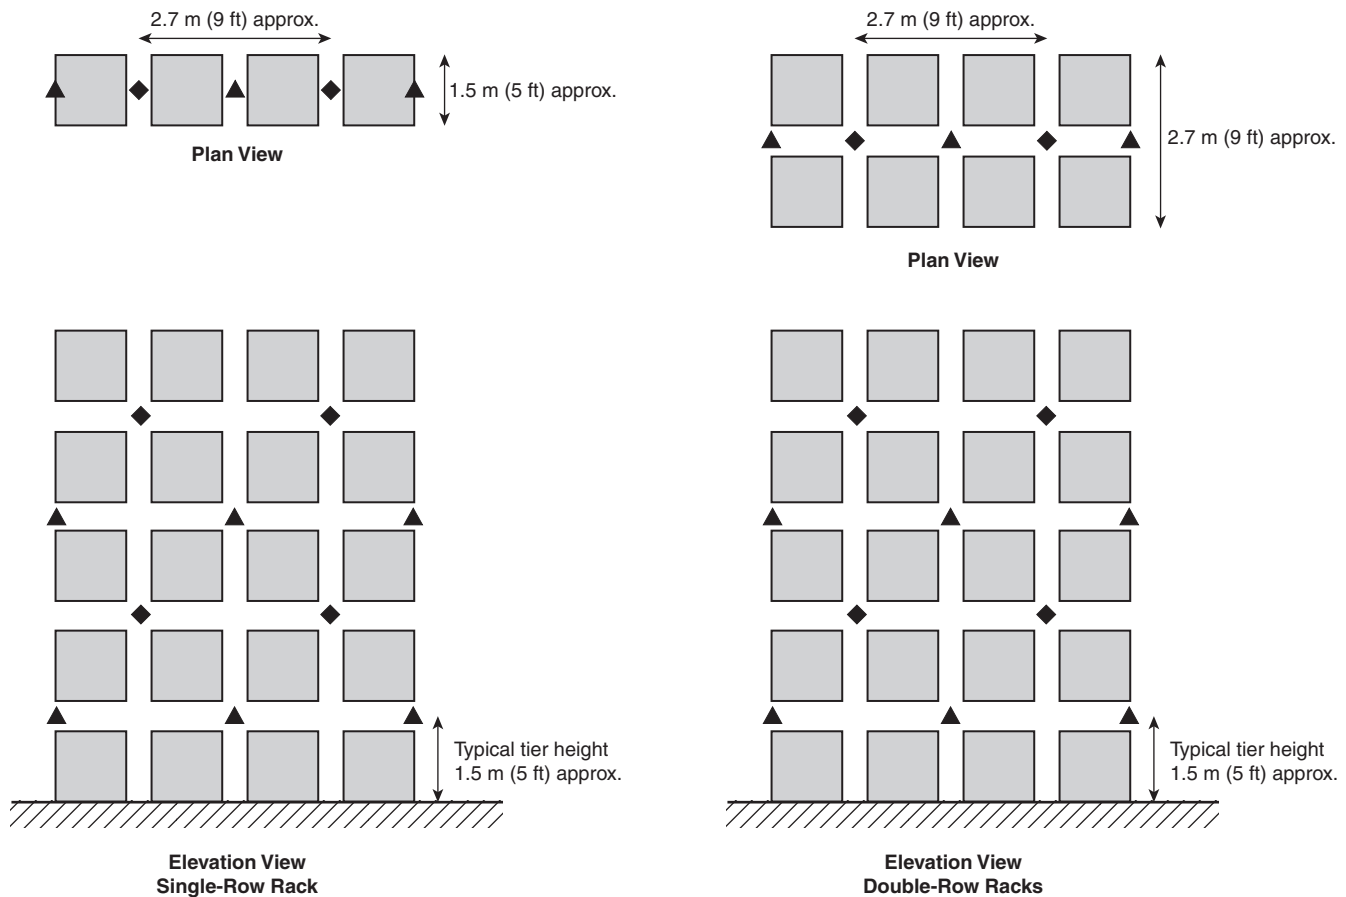 2.7 m (9 ft) approx.
1.5 m (5 ft) approx.
Plan View
2.7 m (9 ft) approx.
2.7 m (9 ft) approx.
Plan View
Typical tier height
1.5 m (5 ft) approx.
Elevation View
Single-Row Rack
Typical tier height
1.5 m (5 ft) approx.
Elevation View
Double-Row Racks